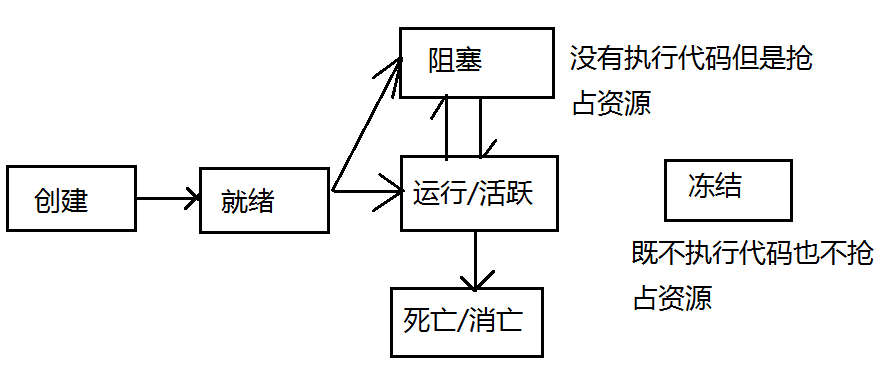 阻塞
没有执行代码但是抢
占资源
创建
就绪
运行/活跃
冻结
既不执行代码也不抢
占资源
死亡/消亡